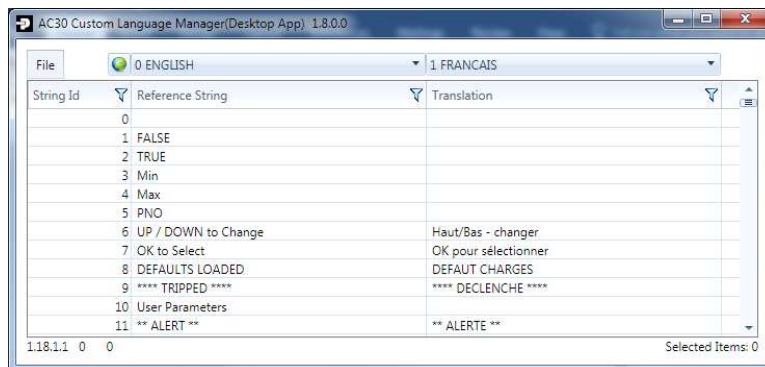 AC30 Custom Language Manager(Desktop App) 1.8.0.0
File 0 ENGLISH 1 FRANCAIS
String Id Reference String Translation
0
1 FALSE
2 TRUE
3 Min
4 Max
5 PNO
6 UP / DOWN to Change Haut/Bas - changer
7 OK to Select OK pour sélectionner
8 DEFAULTS LOADED DEFAUT CHARGES
9 **** TRIPPED **** **** DECLENCHE ****
10 User Parameters
11 ** ALERT ** ** ALERTE **
1.18.1.1 0 0 Selected Items: 0